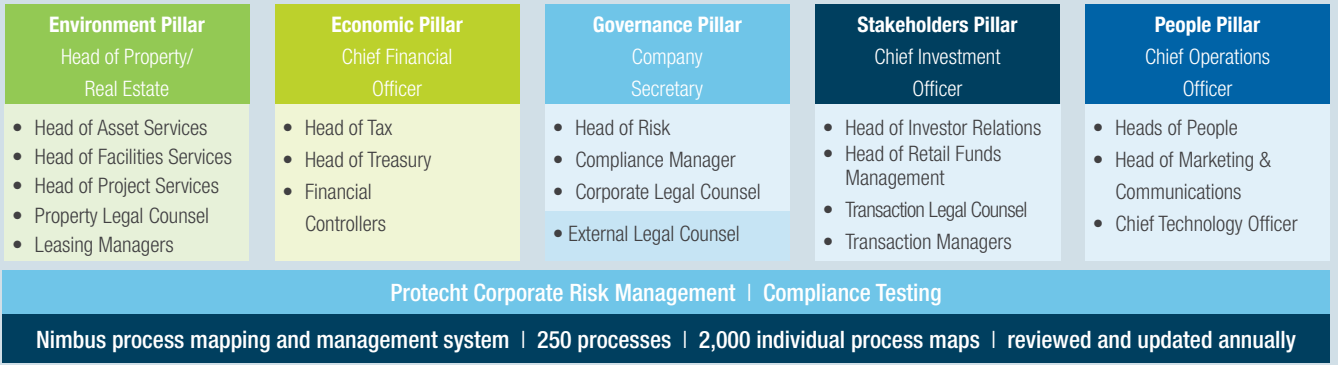 Environment Pillar
Head of Property/
Real Estate
• Head of Asset Services
• Head of Facilities Services
• Head of Project Services
• Property Legal Counsel
• Leasing Managers
Economic Pillar
Chief Financial
Officer
• Head of Tax
• Head of Treasury
• Financial
Controllers
Governance Pillar
Company
Secretary
• Head of Risk
• Compliance Manager
• Corporate Legal Counsel
• External Legal Counsel
Stakeholders Pillar
Chief Investment
Officer
• Head of Investor Relations
• Head of Retail Funds
Management
• Transaction Legal Counsel
• Transaction Managers
People Pillar
Chief Operations
Officer
• Heads of People
• Head of Marketing &
Communications
• Chief Technology Officer
Protecht Corporate Risk Management | Compliance Testing
Nimbus process mapping and management system | 250 processes | 2,000 individual process maps | reviewed and updated annually